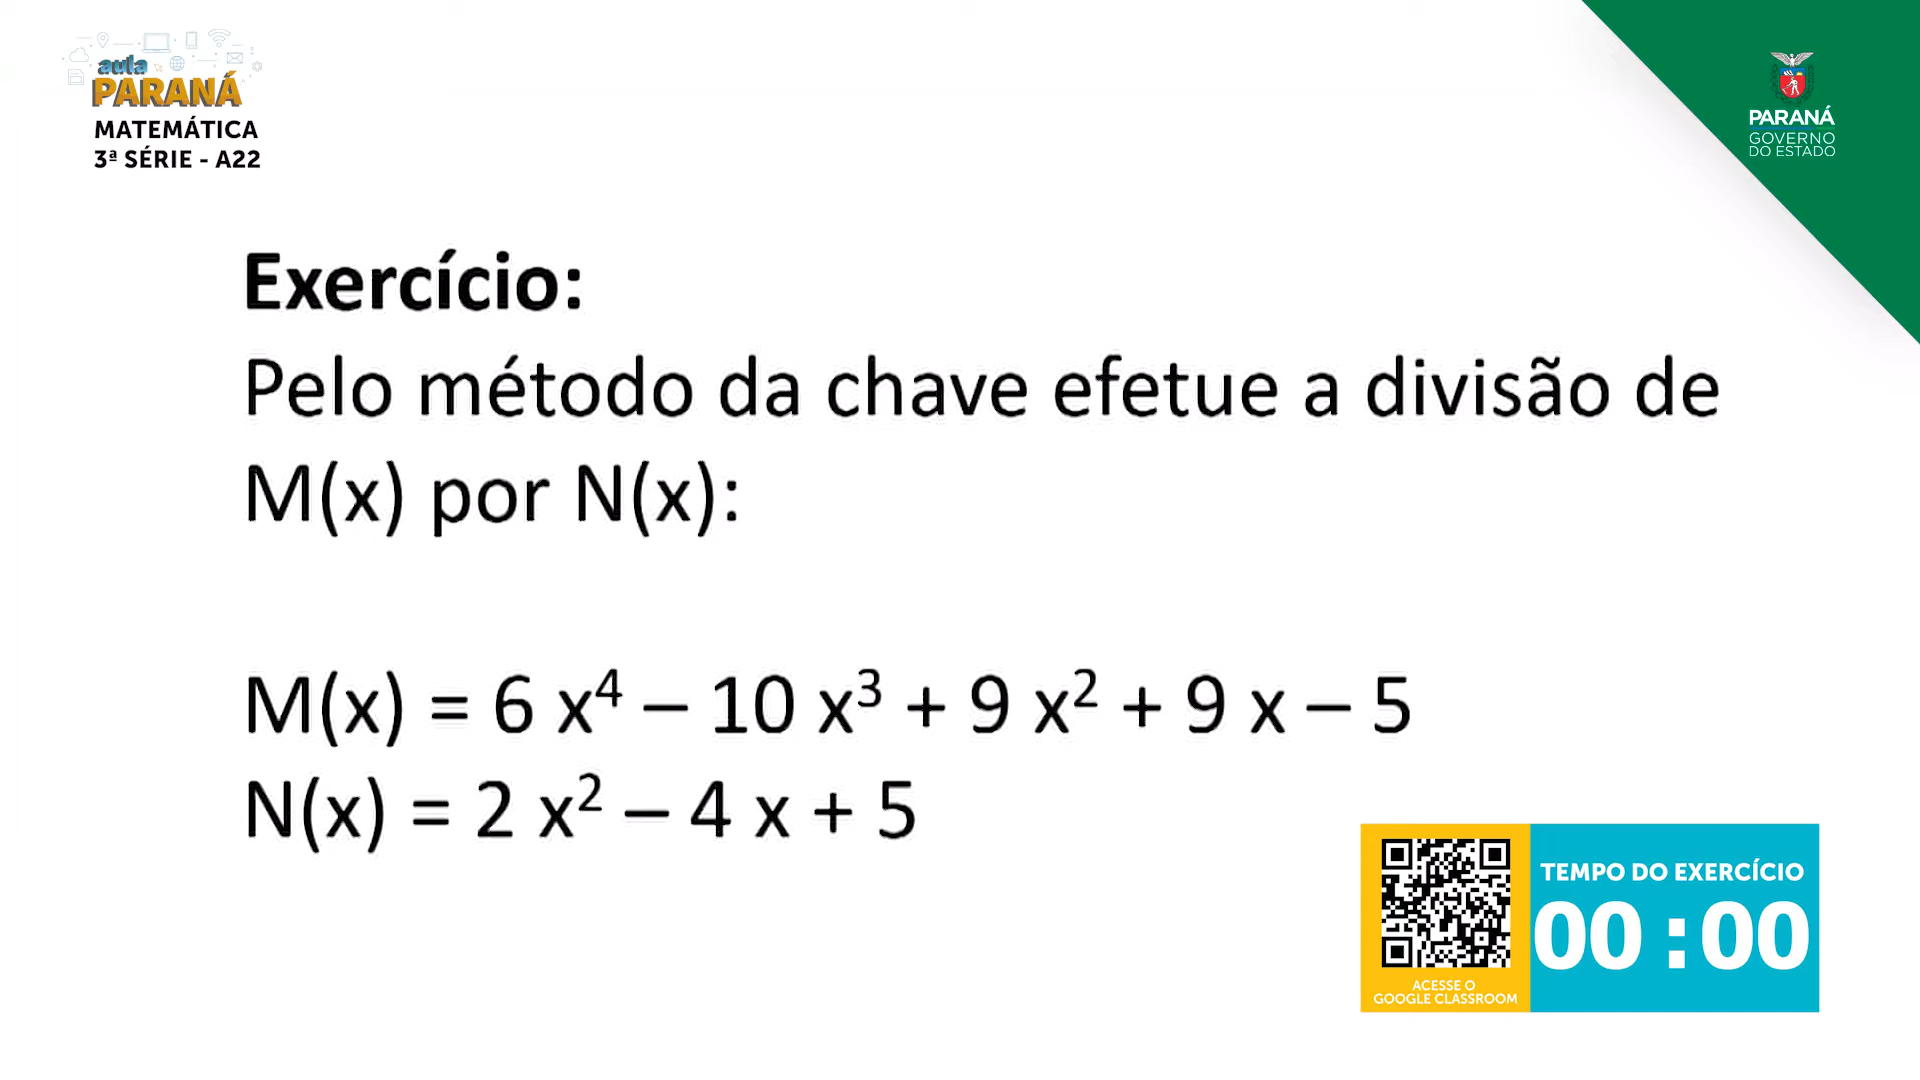 aula
PARANÁ
MATEMÁTICA
3ª SÉRIE - A22
PARANÁ
GOVERNO
DO ESTADO
Exercício:
Pelo método da chave efetue a divisão de
M(x) por N(x):
M(x) = 6 x⁴ – 10 x³ + 9 x² + 9 x – 5
N(x) = 2 x² – 4 x + 5
TEMPO DO EXERCÍCIO
00 : 00
ACESSE O
GOOGLE CLASSROOM